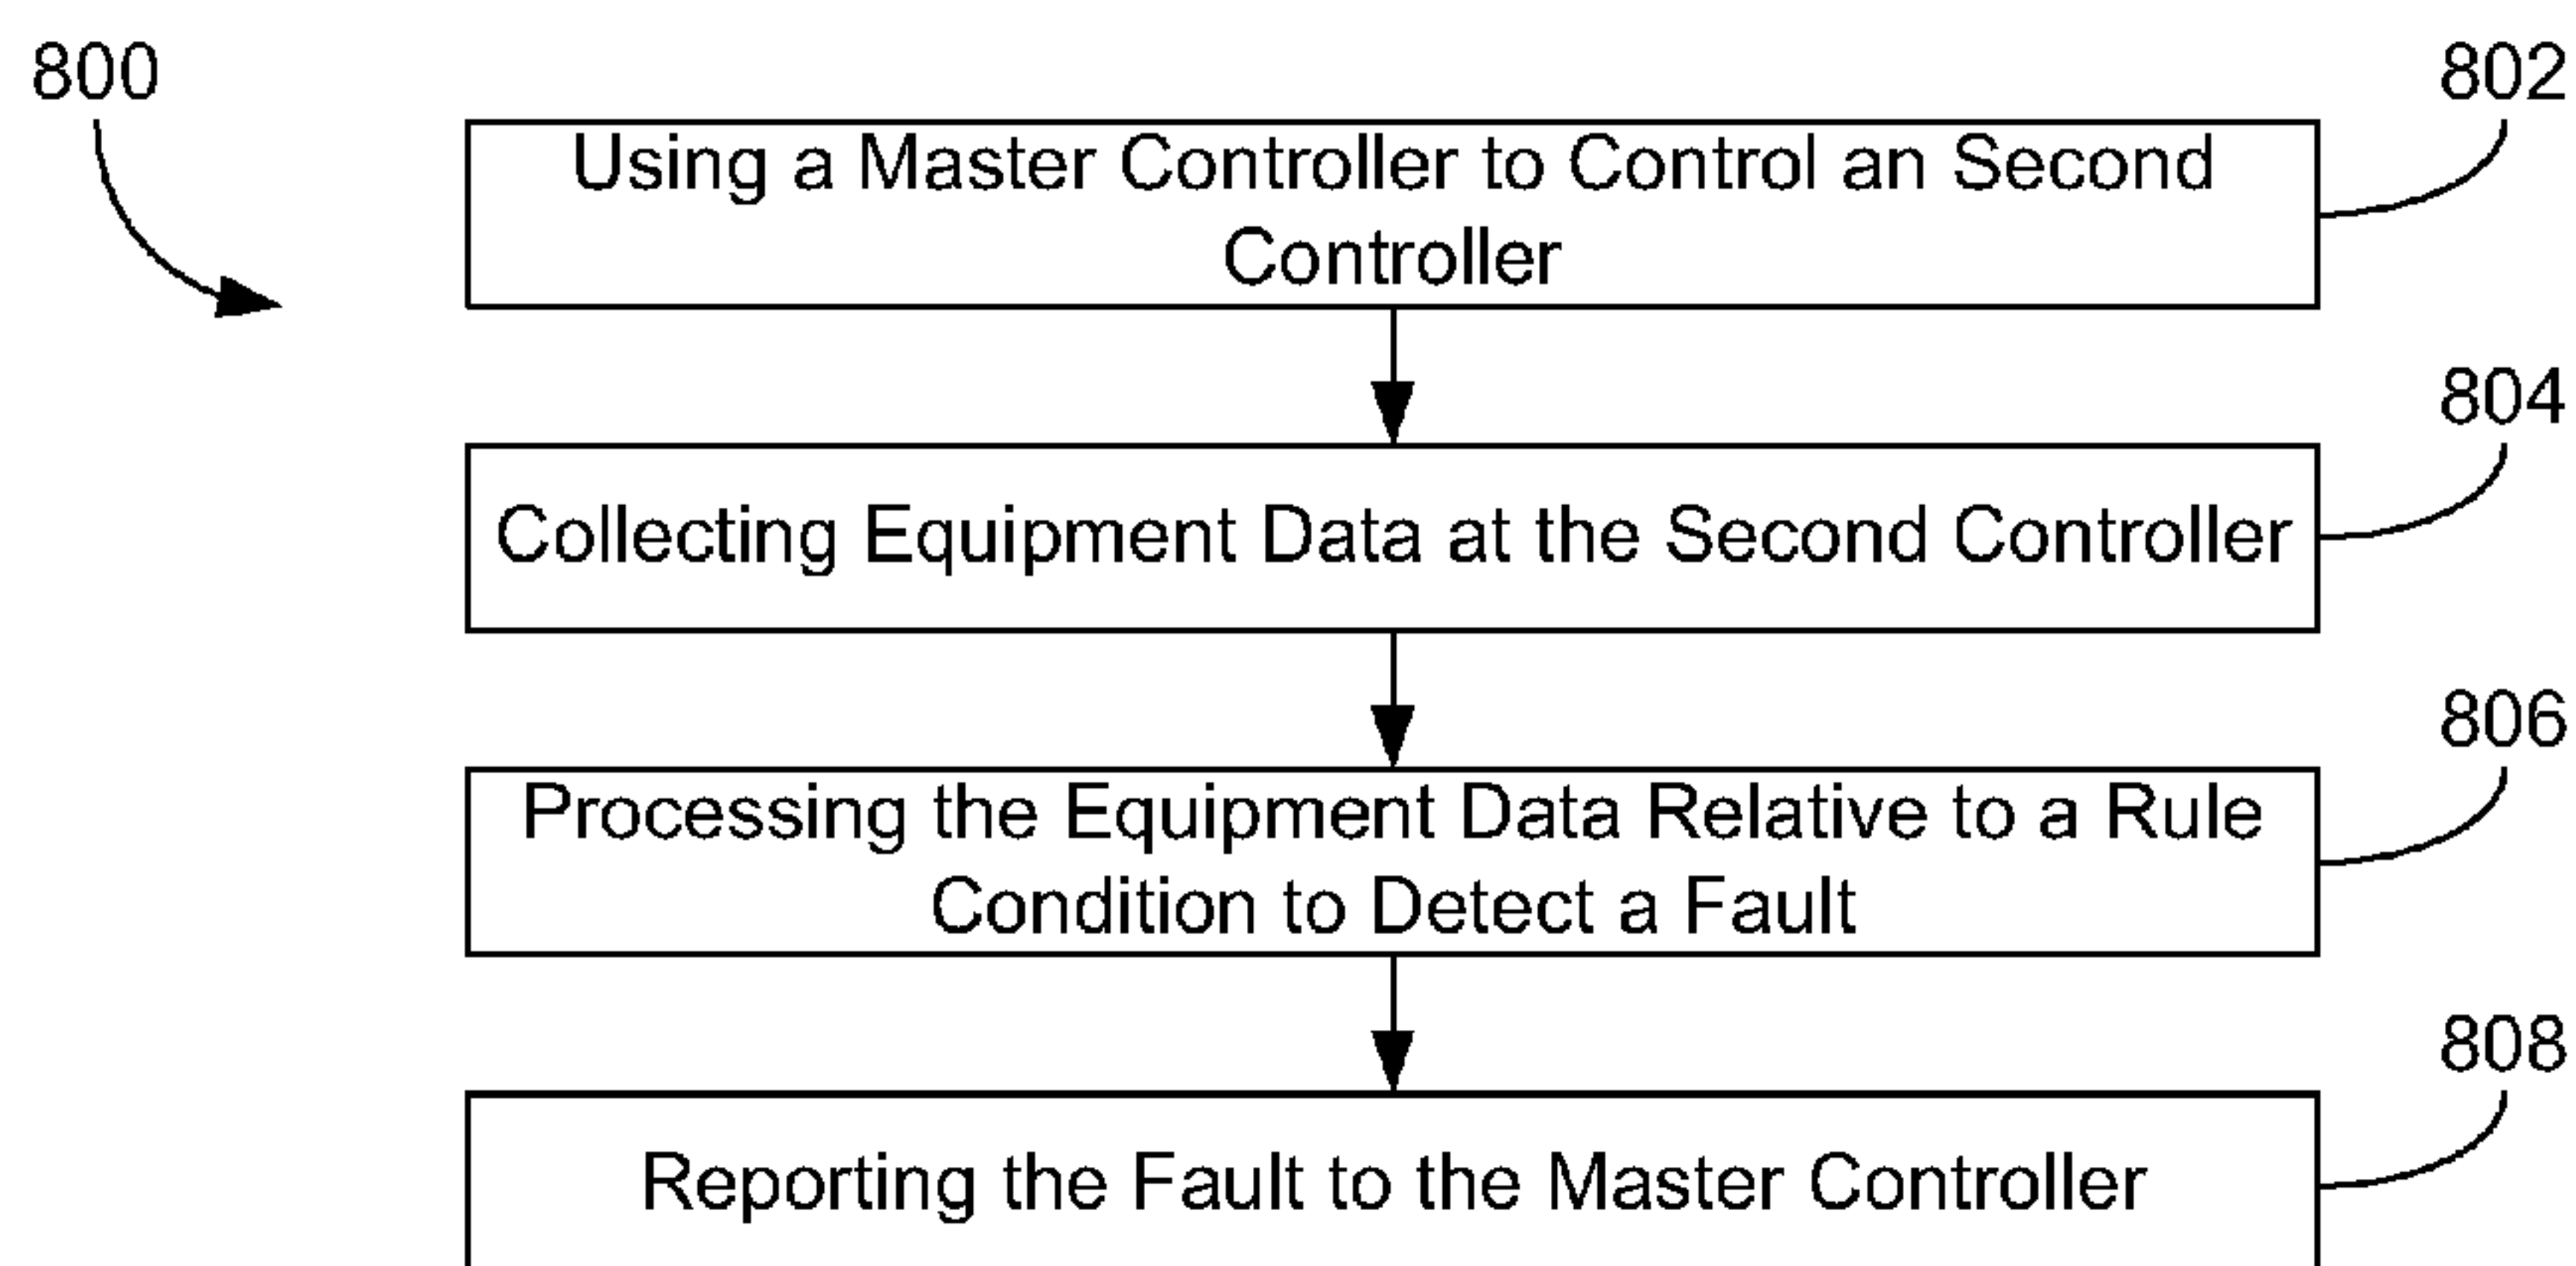 800
802
Using a Master Controller to Control an Second
Controller
804
Collecting Equipment Data at the Second Controller
806
Processing the Equipment Data Relative to a Rule
Condition to Detect a Fault
808
Reporting the Fault to the Master Controller